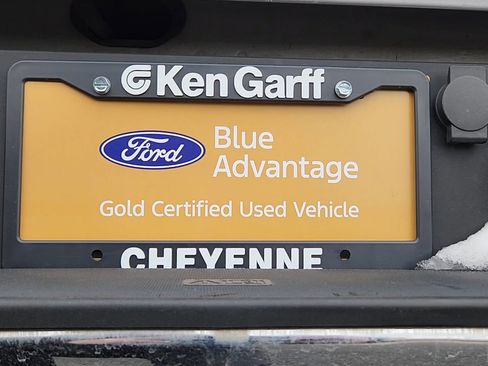 Ken Garff
Ford
Blue
Advantage
Gold Certified Used Vehicle
CHEYENNE